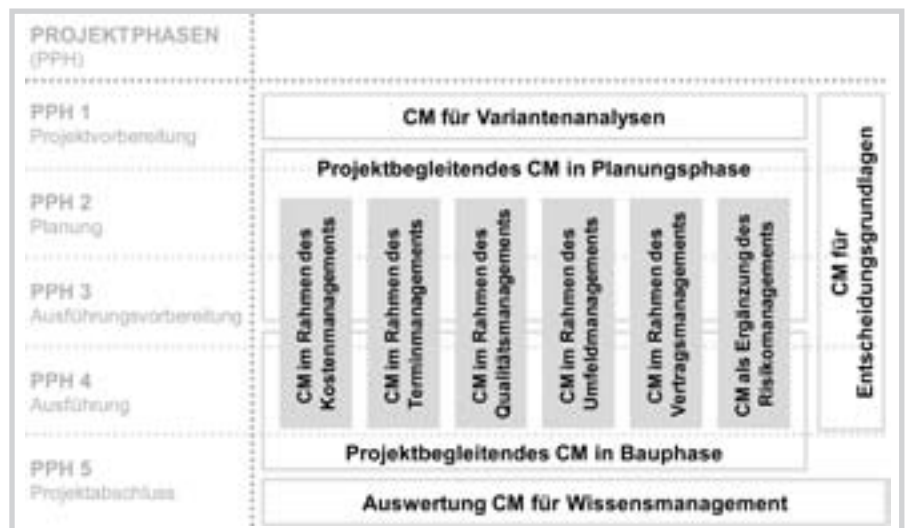 PROJEKTPHASEN
(PPH)
PPH 1
Projektvorbereitung
CM für Variantenanalysen
Projektbegleitendes CM in Planungsphase
PPH 2
Planung
PPH 3
Ausführungsvorbereitung
PPH 4
Ausführung
CM im Rahmen des
Kostenmanagements
CM im Rahmen des
Terminmanagements
CM im Rahmen des
Qualitätsmanagements
CM im Rahmen des
Umfeldmanagements
CM im Rahmen des
Vertragsmanagements
CM als Ergänzung des
Risikomanagements
CM für
Entscheidungsgrundlagen
Projektbegleitendes CM in Bauphase
PPH 5
Projektabschluss
Auswertung CM für Wissensmanagement